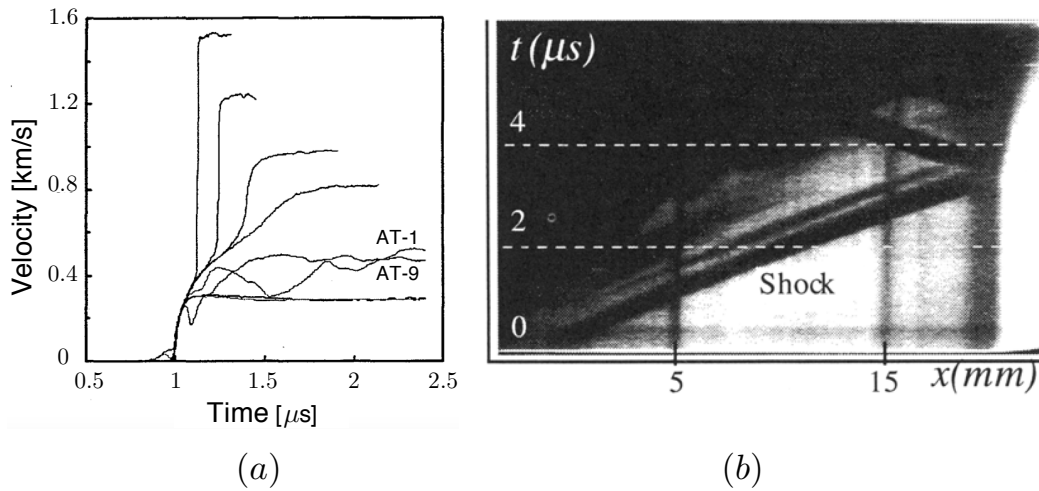 1.6
1.2
0.8
0.4
0
Velocity [km/s]
AT-1
AT-9
0.5
1
1.5
2
2.5
Time [μs]
(a)
t (μs)
4
2
0
Shock
5
15
x(mm)
(b)